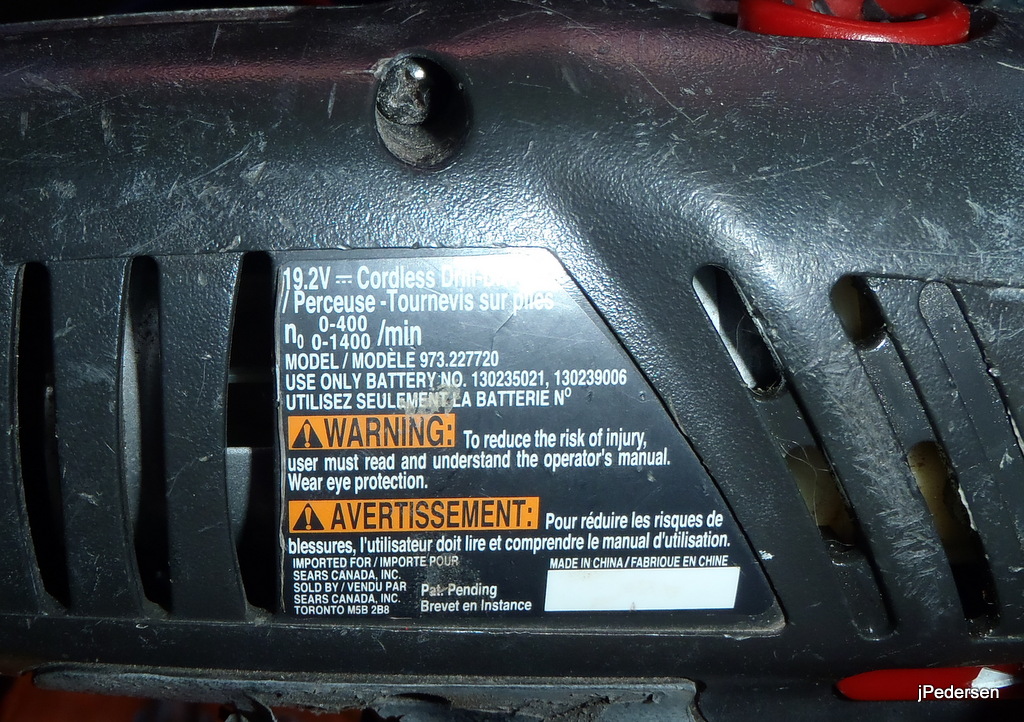 19.2V ⎓ Cordless Drill-
/ Perceuse -Tournevis sur piles
n₀ 0-400
0-1400 /min
MODEL / MODÈLE 973.227720
USE ONLY BATTERY NO. 130235021, 130239006
UTILISEZ SEULEMENT LA BATTERIE Nº
⚠WARNING: To reduce the risk of injury,
user must read and understand the operator's manual.
Wear eye protection.
⚠AVERTISSEMENT: Pour réduire les risques de
blessures, l'utilisateur doit lire et comprendre le manual d'utilisation.
IMPORTED FOR / IMPORTE POUR
SEARS CANADA, INC.
SOLD BY / VENDU PAR
SEARS CANADA, INC.
TORONTO M5B 2B8
Pat. Pending
Brevet en Instance
MADE IN CHINA / FABRIQUE EN CHINE
jPedersen